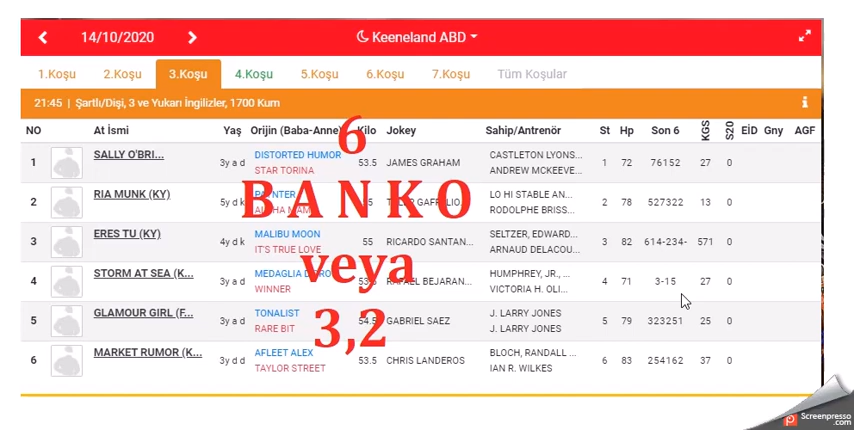 14/10/2020 Keeneland ABD
1.Koşu 2.Koşu 3.Koşu 4.Koşu 5.Koşu 6.Koşu 7.Koşu Tüm Koşular
21:45 | Şartlı/Dişi, 3 ve Yukarı İngilizler, 1700 Kum
NO At İsmi Yaş Orijin (Baba-Anne) Kilo Jokey Sahip/Antrenör St Hp Son 6 KGS S20 EİD Gny AGF
1 SALLY O'BRI... 3y a d DISTORTED HUMOR 53.5 JAMES GRAHAM CASTLETON LYONS... 1 72 76152 27 0
STAR TORINA ANDREW MCKEEVE...
2 RIA MUNK (KY) 5y d k LO HI STABLE AN... 2 78 527322 13 0
RODOLPHE BRISS...
3 ERES TU (KY) 4y d k MALIBU MOON 55 RICARDO SANTAN... SELTZER, EDWARD... 3 82 614-234- 571 0
IT'S TRUE LOVE ARNAUD DELACOU...
4 STORM AT SEA (K... 3y a d MEDAGLIA HUMPHREY, JR., ... 4 71 3-15 27 0
WINNER VICTORIA H. OLI...
5 GLAMOUR GIRL (F... 3y a d TONALIST 54.5 GABRIEL SAEZ J. LARRY JONES 5 79 323251 25 0
RARE BIT J. LARRY JONES
6 MARKET RUMOR (K... 3y d d AFLEET ALEX 53.5 CHRIS LANDEROS BLOCH, RANDALL ... 6 83 254162 37 0
TAYLOR STREET IAN R. WILKES
6
BANKO
veya
3,2
Screenpresso
.com